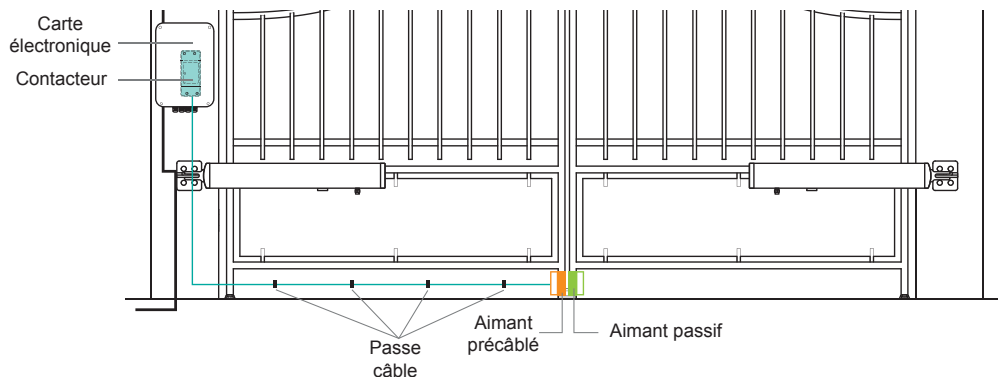 Carte
électronique
Contacteur
Passe
câble
Aimant
précâblé
Aimant passif